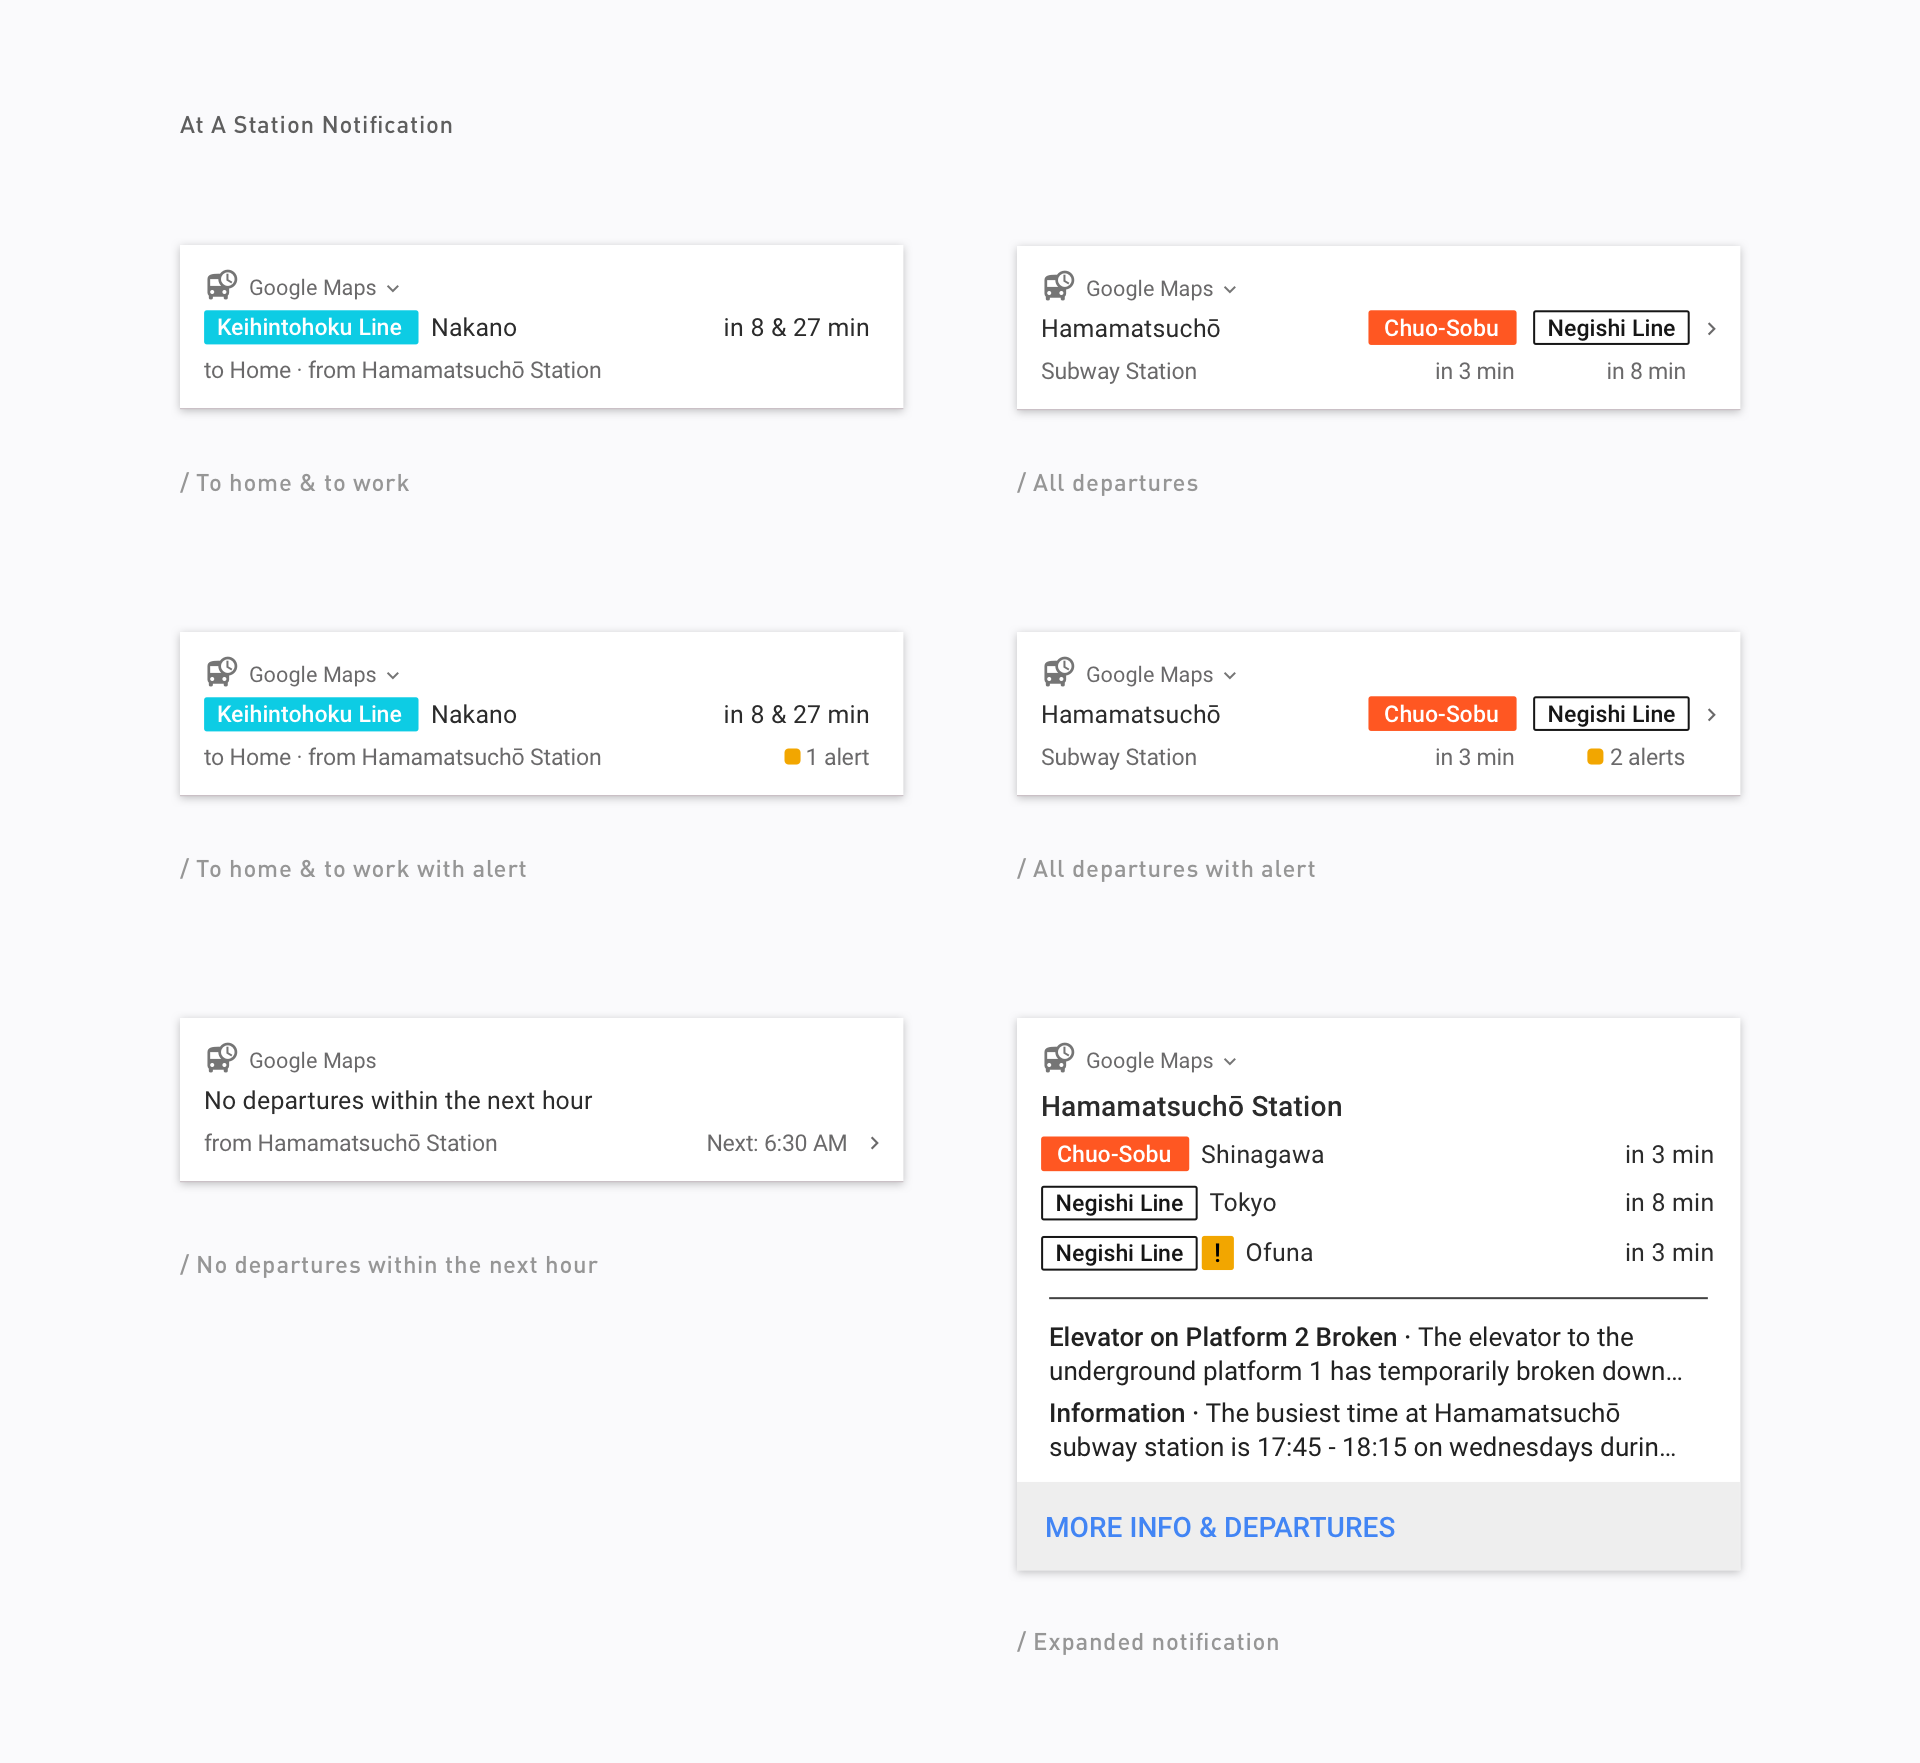 At A Station Notification
Google Maps
Keihintohoku Line Nakano in 8 & 27 min
to Home · from Hamamatsuchō Station
/ To home & to work
Google Maps
Hamamatsuchō Chuo-Sobu Negishi Line
Subway Station in 3 min in 8 min
/ All departures
Google Maps
Keihintohoku Line Nakano in 8 & 27 min
to Home · from Hamamatsuchō Station 1 alert
/ To home & to work with alert
Google Maps
Hamamatsuchō Chuo-Sobu Negishi Line
Subway Station in 3 min 2 alerts
/ All departures with alert
Google Maps
No departures within the next hour
from Hamamatsuchō Station Next: 6:30 AM
/ No departures within the next hour
Google Maps
Hamamatsuchō Station
Chuo-Sobu Shinagawa in 3 min
Negishi Line Tokyo in 8 min
Negishi Line ! Ofuna in 3 min
Elevator on Platform 2 Broken · The elevator to the
underground platform 1 has temporarily broken down...
Information · The busiest time at Hamamatsuchō
subway station is 17:45 - 18:15 on wednesdays durin...
MORE INFO & DEPARTURES
/ Expanded notification